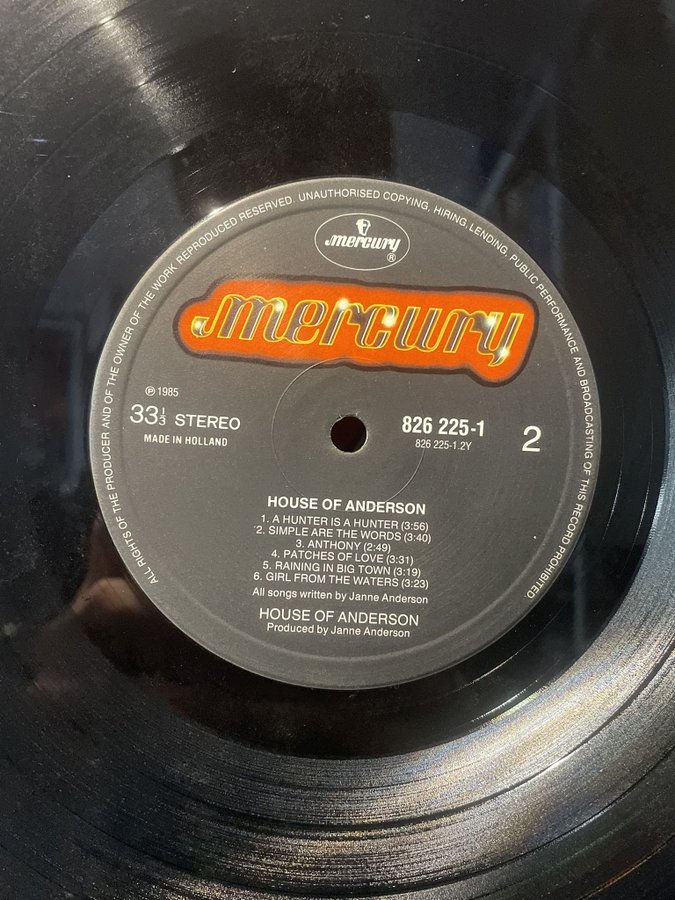 ALL RIGHTS OF THE PRODUCER AND OF THE OWNER OF THE WORK REPRODUCED RESERVED. UNAUTHORISED COPYING, HIRING, LENDING, PUBLIC PERFORMANCE AND BROADCASTING OF THIS RECORD PROHIBITED
mercury
®
mercury
℗ 1985
33⅓ STEREO
MADE IN HOLLAND
826 225-1
826 225-1.2Y
2
HOUSE OF ANDERSON
1. A HUNTER IS A HUNTER (3:56)
2. SIMPLE ARE THE WORDS (3:40)
3. ANTHONY (2:49)
4. PATCHES OF LOVE (3:31)
5. RAINING IN BIG TOWN (3:19)
6. GIRL FROM THE WATERS (3:23)
All songs written by Janne Anderson
HOUSE OF ANDERSON
Produced by Janne Anderson